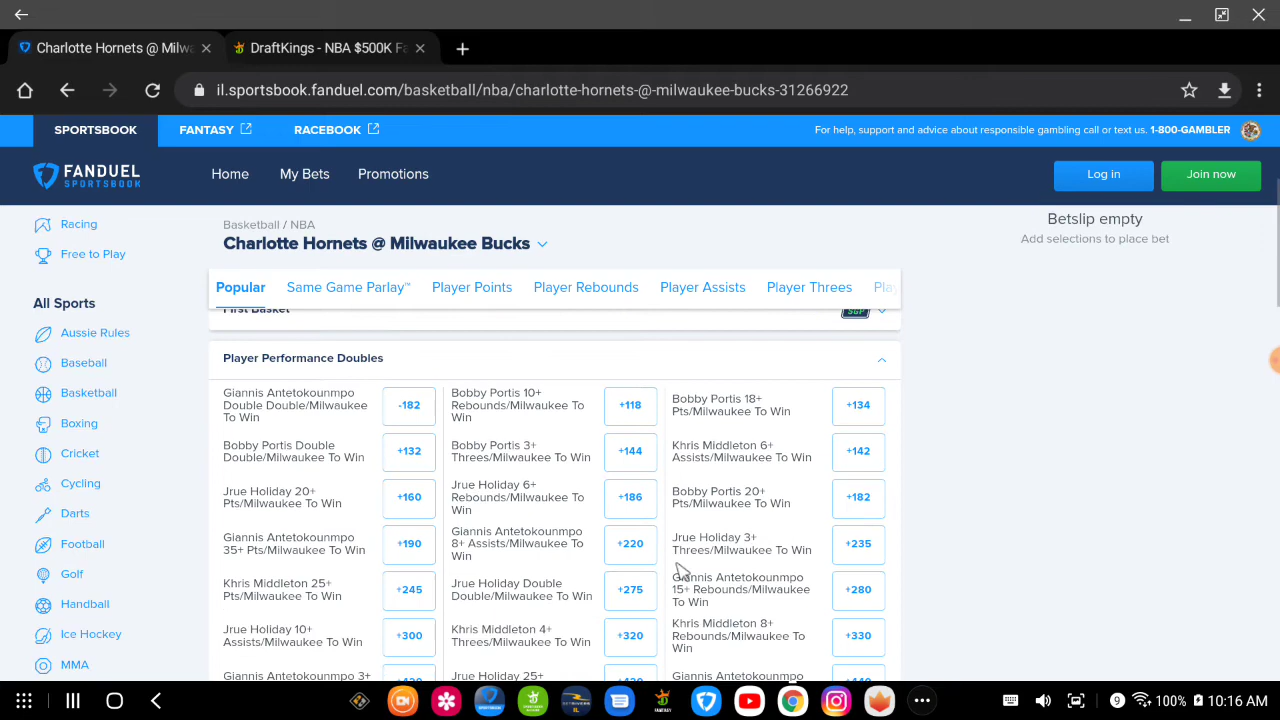 Charlotte Hornets @ Milwa
DraftKings - NBA $500K Fa
il.sportsbook.fanduel.com/basketball/nba/charlotte-hornets-@-milwaukee-bucks-31266922
SPORTSBOOK
FANTASY
RACEBOOK
For help, support and advice about responsible gambling call or text us. 1-800-GAMBLER
FANDUEL
SPORTSBOOK
Home
My Bets
Promotions
Log in
Join now
Racing
Free to Play
All Sports
Aussie Rules
Baseball
Basketball
Boxing
Cricket
Cycling
Darts
Football
Golf
Handball
Ice Hockey
MMA
Basketball / NBA
Charlotte Hornets @ Milwaukee Bucks
Popular
Same Game Parlay™
Player Points
Player Rebounds
Player Assists
Player Threes
Pla
First Basket
SGP
Player Performance Doubles
Giannis Antetokounmpo
Double Double/Milwaukee
To Win
-182
Bobby Portis 10+
Rebounds/Milwaukee To
Win
+118
Bobby Portis 18+
Pts/Milwaukee To Win
+134
Bobby Portis Double
Double/Milwaukee To Win
+132
Bobby Portis 3+
Threes/Milwaukee To Win
+144
Khris Middleton 6+
Assists/Milwaukee To Win
+142
Jrue Holiday 20+
Pts/Milwaukee To Win
+160
Jrue Holiday 6+
Rebounds/Milwaukee To
Win
+186
Bobby Portis 20+
Pts/Milwaukee To Win
+182
Giannis Antetokounmpo
35+ Pts/Milwaukee To Win
+190
Giannis Antetokounmpo
8+ Assists/Milwaukee To
Win
+220
Jrue Holiday 3+
Threes/Milwaukee To Win
+235
Khris Middleton 25+
Pts/Milwaukee To Win
+245
Jrue Holiday Double
Double/Milwaukee To Win
+275
Giannis Antetokounmpo
15+ Rebounds/Milwaukee
To Win
+280
Jrue Holiday 10+
Assists/Milwaukee To Win
+300
Khris Middleton 4+
Threes/Milwaukee To Win
+320
Khris Middleton 8+
Rebounds/Milwaukee To
Win
+330
Giannis Antetokounmpo 3+
Jrue Holiday 25+
Giannis Antetokounmpo
Betslip empty
Add selections to place bet
9
100%
10:16 AM